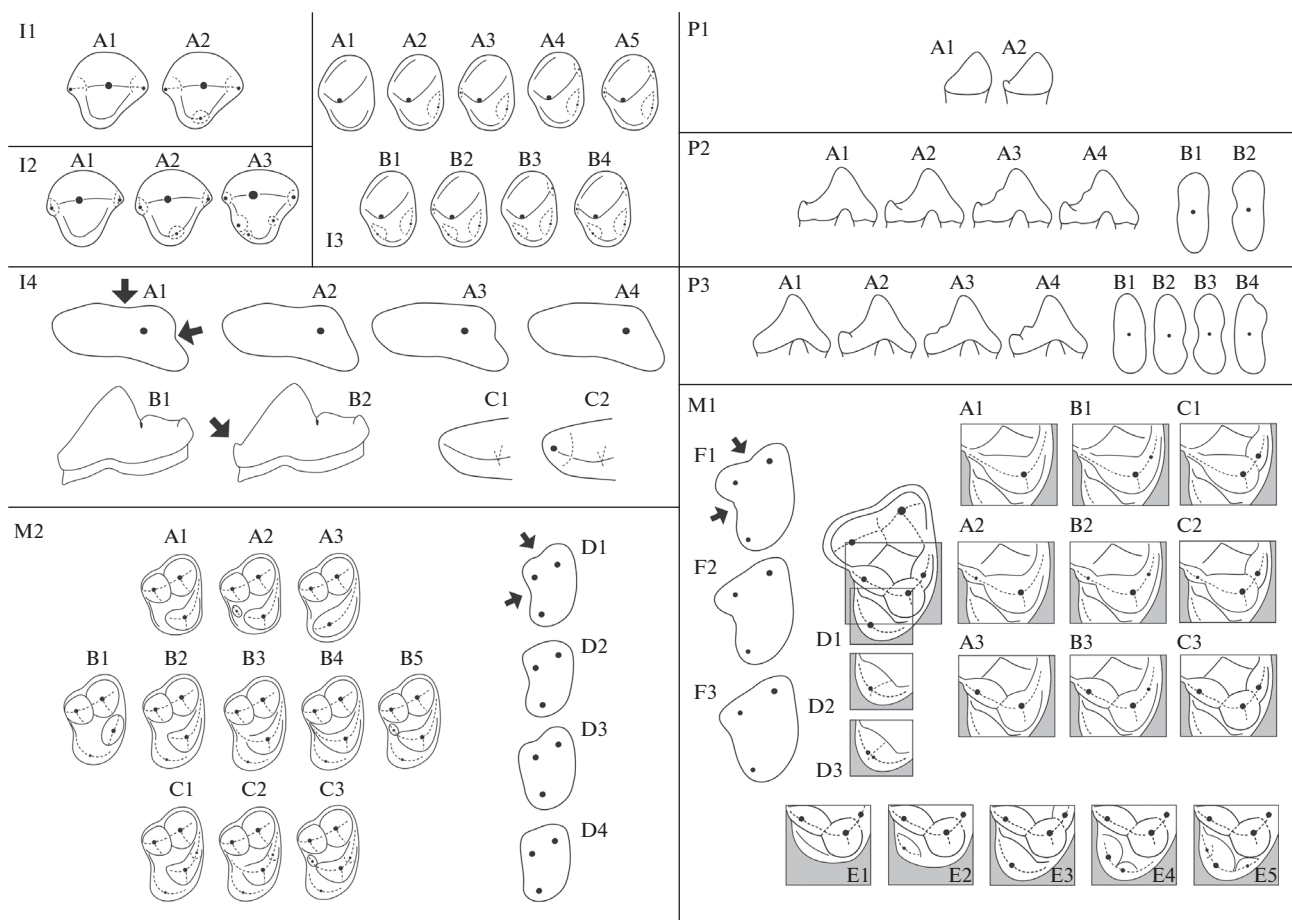 I1
A1 A2
I2
A1 A2 A3
A1 A2 A3 A4 A5
B1 B2 B3 B4
I3
I4
A1 A2 A3 A4
B1 B2 C1 C2
M2
A1 A2 A3
B1 B2 B3 B4 B5
C1 C2 C3
D1
D2
D3
D4
P1
A1 A2
P2
A1 A2 A3 A4 B1 B2
P3
A1 A2 A3 A4 B1 B2 B3 B4
M1
F1
F2
F3
D1
D2
D3
A1 B1 C1
A2 B2 C2
A3 B3 C3
E1 E2 E3 E4 E5